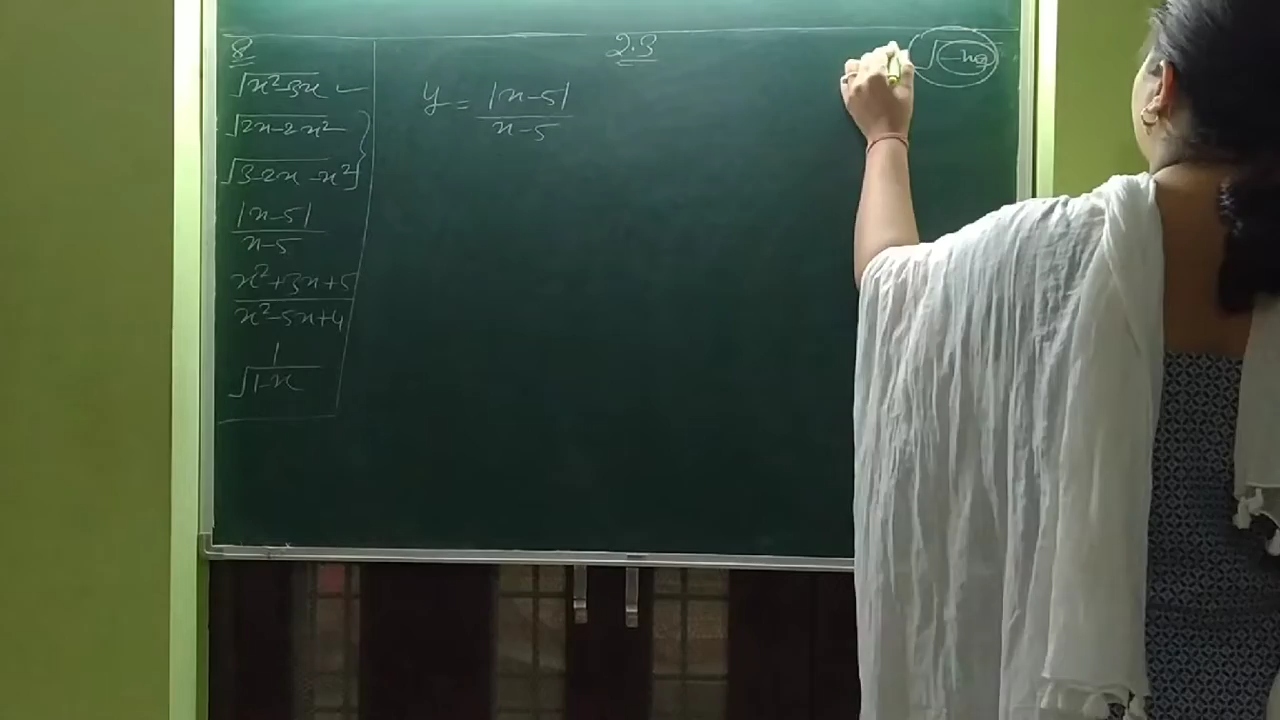 8
√x²-3x
√2x-2x²
√3-2x-x²
|x-5|
x-5
x²+3x+5
x²-5x+4
1
√1-x
2.3
y = |x-5|
x-5
√-ve